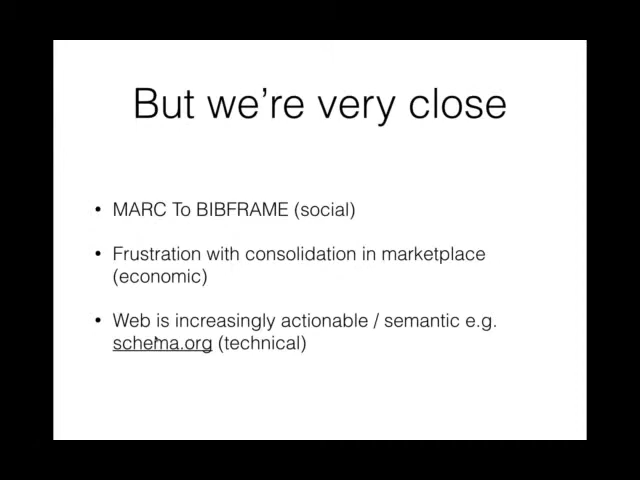 But we're very close
• MARC To BIBFRAME (social)
• Frustration with consolidation in marketplace
(economic)
• Web is increasingly actionable / semantic e.g.
schema.org (technical)